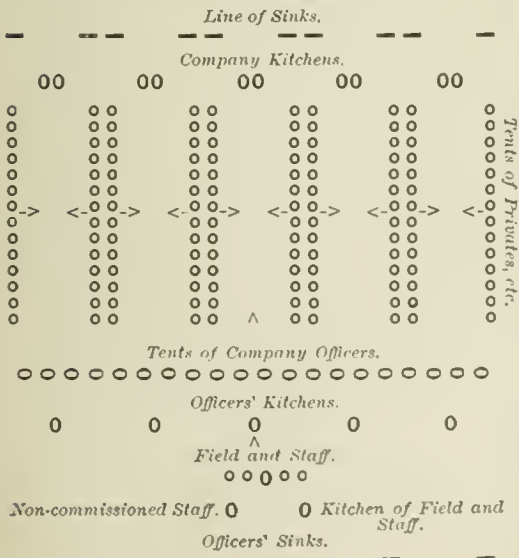 Line of Sinks.
Company Kitchens.
Tents of Privates, etc.
Tents of Company Officers.
Officers' Kitchens.
Field and Staff.
Non-commissioned Staff.
Kitchen of Field and
Staff.
Officers' Sinks.